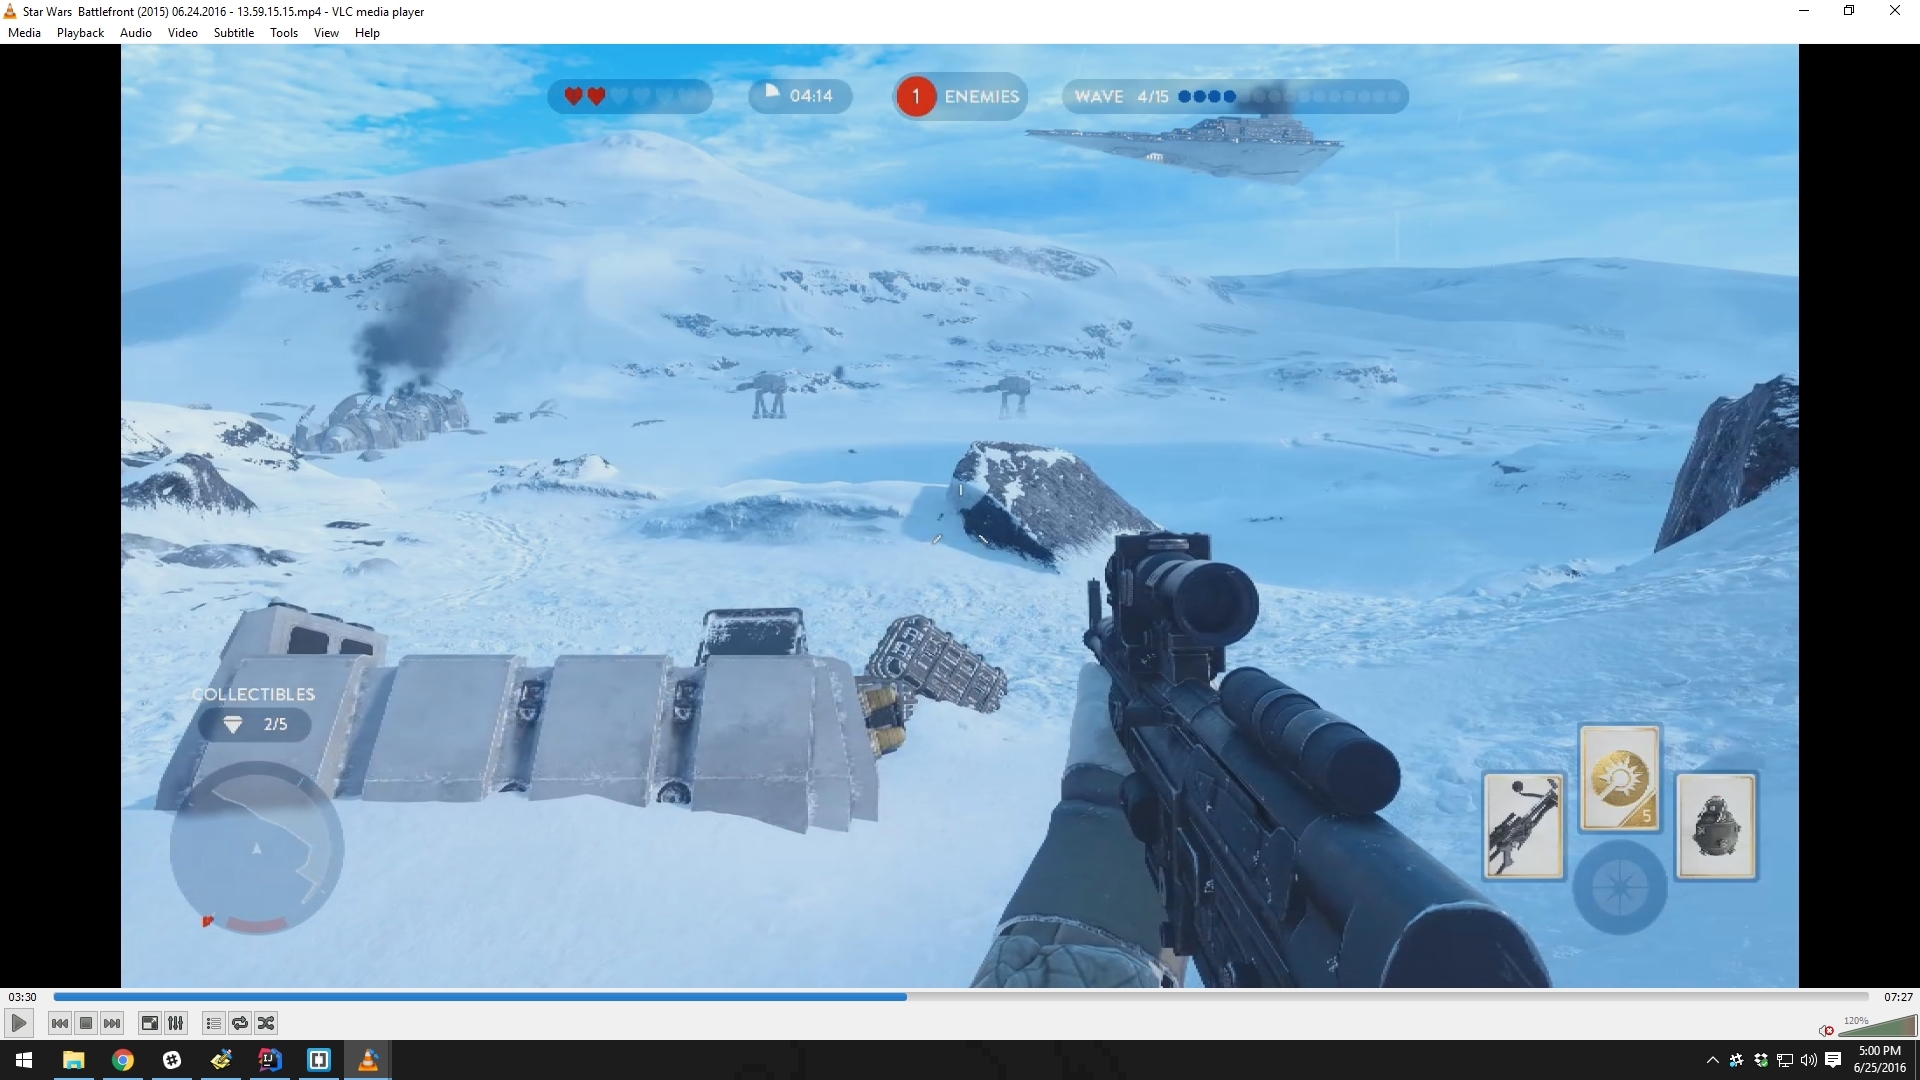 Star Wars  Battlefront (2015) 06.24.2016 - 13.59.15.15.mp4 - VLC media player
Media Playback Audio Video Subtitle Tools View Help
04:14
1 ENEMIES
WAVE 4/15
COLLECTIBLES
2/5
5
03:30
07:27
120%
5:00 PM
6/25/2016